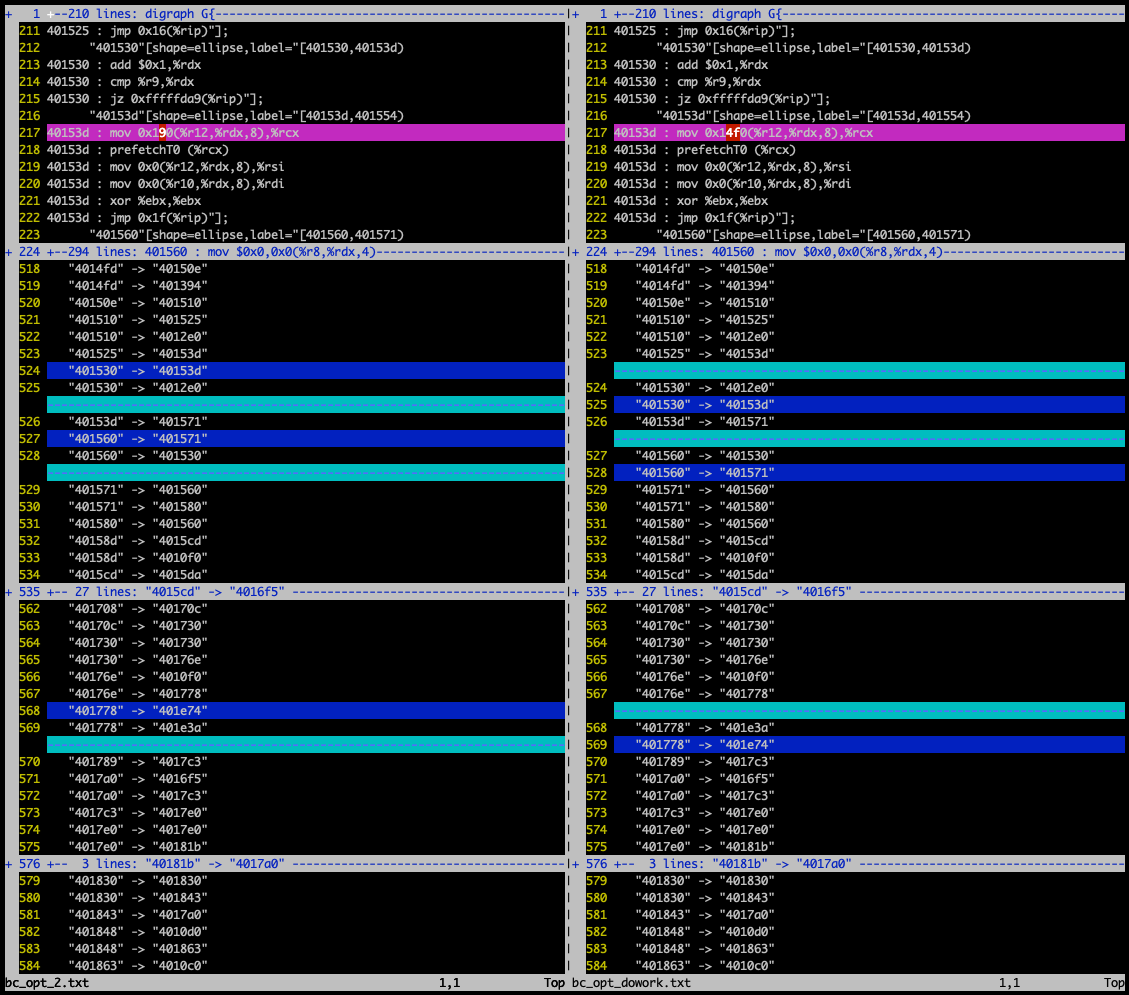 +   1 +--210 lines: digraph G{--------------------------------------------------
211 401525 : jmp 0x16(%rip)"];
212       "401530"[shape=ellipse,label="[401530,40153d)
213 401530 : add $0x1,%rdx
214 401530 : cmp %r9,%rdx
215 401530 : jz 0xfffffda9(%rip)"];
216       "40153d"[shape=ellipse,label="[40153d,401554)
217 40153d : mov 0x190(%r12,%rdx,8),%rcx
218 40153d : prefetchT0 (%rcx)
219 40153d : mov 0x0(%r12,%rdx,8),%rsi
220 40153d : mov 0x0(%r10,%rdx,8),%rdi
221 40153d : xor %ebx,%ebx
222 40153d : jmp 0x1f(%rip)"];
223       "401560"[shape=ellipse,label="[401560,401571)
+ 224 +--294 lines: 401560 : mov $0x0,0x0(%r8,%rdx,4)---------------------------
518    "4014fd" -> "40150e"
519    "4014fd" -> "401394"
520    "40150e" -> "401510"
521    "401510" -> "401525"
522    "401510" -> "4012e0"
523    "401525" -> "40153d"
524    "401530" -> "40153d"
525    "401530" -> "4012e0"
526    "40153d" -> "401571"
527    "401560" -> "401571"
528    "401560" -> "401530"
529    "401571" -> "401560"
530    "401571" -> "401580"
531    "401580" -> "401560"
532    "40158d" -> "4015cd"
533    "40158d" -> "4010f0"
534    "4015cd" -> "4015da"
+ 535 +-- 27 lines: "4015cd" -> "4016f5" ---------------------------------------
562    "401708" -> "40170c"
563    "40170c" -> "401730"
564    "401730" -> "401730"
565    "401730" -> "40176e"
566    "40176e" -> "4010f0"
567    "40176e" -> "401778"
568    "401778" -> "401e74"
569    "401778" -> "401e3a"
570    "401789" -> "4017c3"
571    "4017a0" -> "4016f5"
572    "4017a0" -> "4017c3"
573    "4017c3" -> "4017e0"
574    "4017e0" -> "4017e0"
575    "4017e0" -> "40181b"
+ 576 +--  3 lines: "40181b" -> "4017a0" ---------------------------------------
579    "401830" -> "401830"
580    "401830" -> "401843"
581    "401843" -> "4017a0"
582    "401848" -> "4010d0"
583    "401848" -> "401863"
584    "401863" -> "4010c0"
bc_opt_2.txt 1,1 Top
+   1 +--210 lines: digraph G{-------------------------------------------------
211 401525 : jmp 0x16(%rip)"];
212       "401530"[shape=ellipse,label="[401530,40153d)
213 401530 : add $0x1,%rdx
214 401530 : cmp %r9,%rdx
215 401530 : jz 0xfffffda9(%rip)"];
216       "40153d"[shape=ellipse,label="[40153d,401554)
217 40153d : mov 0x14f0(%r12,%rdx,8),%rcx
218 40153d : prefetchT0 (%rcx)
219 40153d : mov 0x0(%r12,%rdx,8),%rsi
220 40153d : mov 0x0(%r10,%rdx,8),%rdi
221 40153d : xor %ebx,%ebx
222 40153d : jmp 0x1f(%rip)"];
223       "401560"[shape=ellipse,label="[401560,401571)
+ 224 +--294 lines: 401560 : mov $0x0,0x0(%r8,%rdx,4)--------------------------
518    "4014fd" -> "40150e"
519    "4014fd" -> "401394"
520    "40150e" -> "401510"
521    "401510" -> "401525"
522    "401510" -> "4012e0"
523    "401525" -> "40153d"
524    "401530" -> "4012e0"
525    "401530" -> "40153d"
526    "40153d" -> "401571"
527    "401560" -> "401530"
528    "401560" -> "401571"
529    "401571" -> "401560"
530    "401571" -> "401580"
531    "401580" -> "401560"
532    "40158d" -> "4015cd"
533    "40158d" -> "4010f0"
534    "4015cd" -> "4015da"
+ 535 +-- 27 lines: "4015cd" -> "4016f5" --------------------------------------
562    "401708" -> "40170c"
563    "40170c" -> "401730"
564    "401730" -> "401730"
565    "401730" -> "40176e"
566    "40176e" -> "4010f0"
567    "40176e" -> "401778"
568    "401778" -> "401e3a"
569    "401778" -> "401e74"
570    "401789" -> "4017c3"
571    "4017a0" -> "4016f5"
572    "4017a0" -> "4017c3"
573    "4017c3" -> "4017e0"
574    "4017e0" -> "4017e0"
575    "4017e0" -> "40181b"
+ 576 +--  3 lines: "40181b" -> "4017a0" --------------------------------------
579    "401830" -> "401830"
580    "401830" -> "401843"
581    "401843" -> "4017a0"
582    "401848" -> "4010d0"
583    "401848" -> "401863"
584    "401863" -> "4010c0"
bc_opt_dowork.txt 1,1 Top